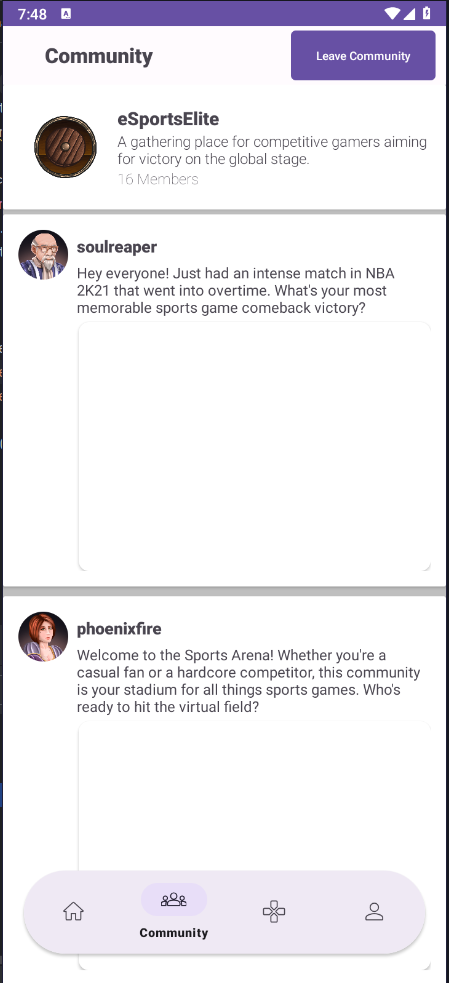 7:48
A
Community
Leave Community
eSportsElite
A gathering place for competitive gamers aiming
for victory on the global stage.
16 Members
soulreaper
Hey everyone! Just had an intense match in NBA
2K21 that went into overtime. What's your most
memorable sports game comeback victory?
phoenixfire
Welcome to the Sports Arena! Whether you're a
casual fan or a hardcore competitor, this community
is your stadium for all things sports games. Who's
ready to hit the virtual field?
Community